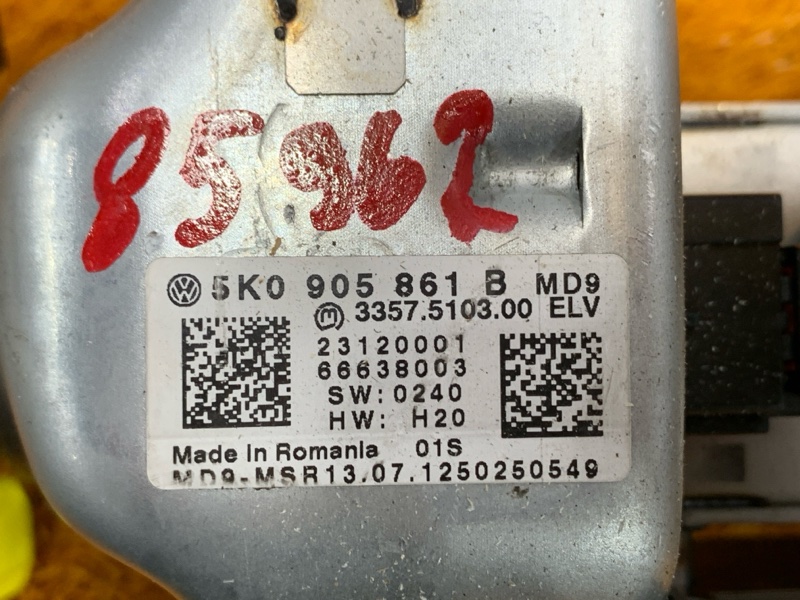 85962
5K0 905 861 B MD9
3357.5103.00 ELV
23120001
66638003
SW: 0240
HW: H20
Made in Romania 01S
MD9-MSR13.07.1250250549